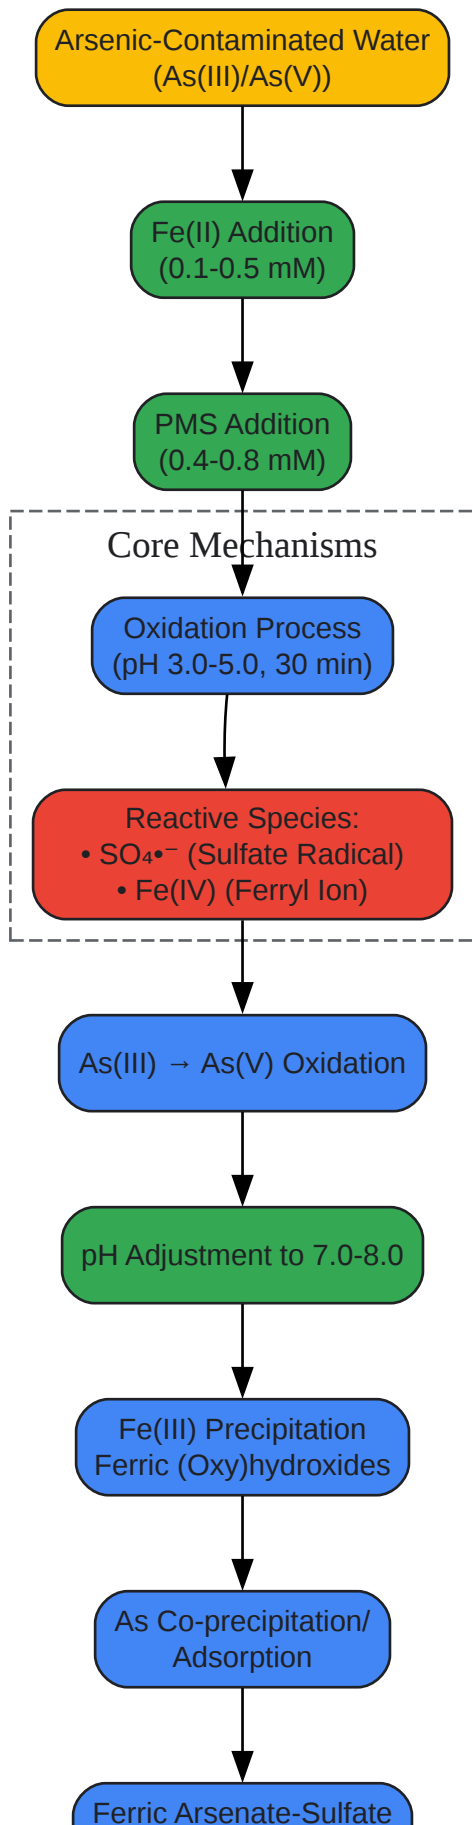 Arsenic-Contaminated Water
(As(III)/As(V))
Fe(II) Addition
(0.1-0.5 mM)
PMS Addition
(0.4-0.8 mM)
Core Mechanisms
Oxidation Process
(pH 3.0-5.0, 30 min)
Reactive Species:
• SO₄•⁻ (Sulfate Radical)
• Fe(IV) (Ferryl Ion)
As(III) → As(V) Oxidation
pH Adjustment to 7.0-8.0
Fe(III) Precipitation
Ferric (Oxy)hydroxides
As Co-precipitation/
Adsorption
Ferric Arsenate-Sulfate